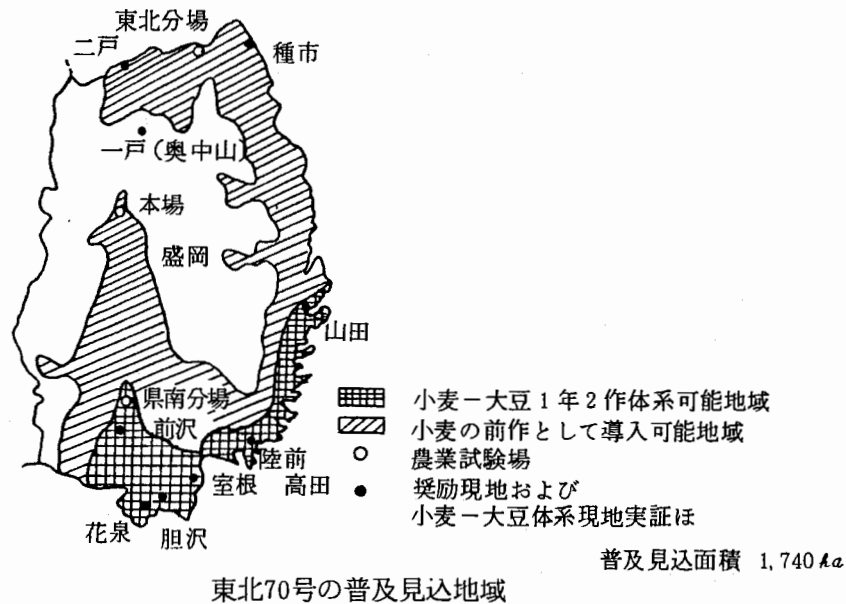 東北分場
二戸
種市
一戸(奥中山)
本場
盛岡
山田
県南分場
前沢
陸前
高田
室根
花泉
胆沢
小麦-大豆1年2作体系可能地域
小麦の前作として導入可能地域
農業試験場
奨励現地および
小麦-大豆体系現地実証ほ
普及見込面積 1,740ha
東北70号の普及見込地域